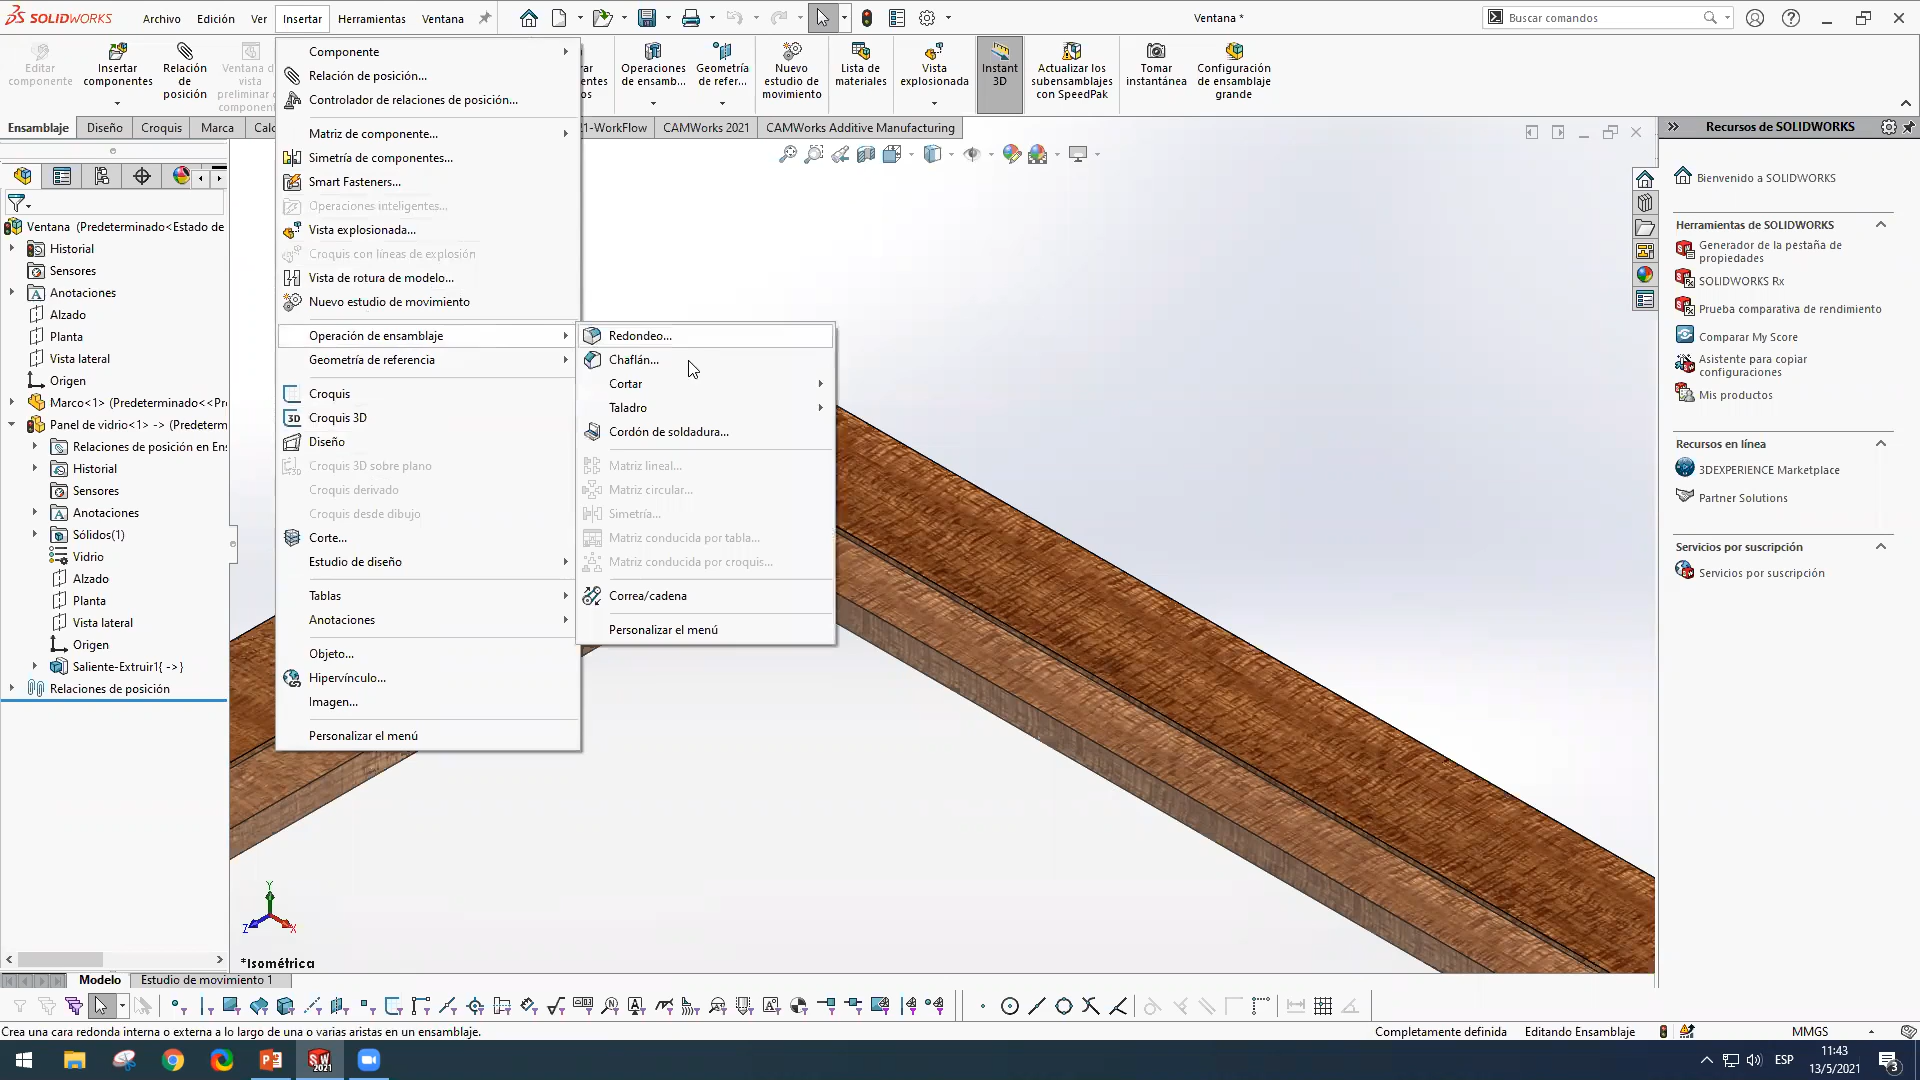 SOLIDWORKS
Archivo
Edición
Ver
Insertar
Herramientas
Ventana
Ventana *
Buscar comandos
Editar
componente
Insertar
componentes
Relación
de
posición
Ventana d
vista
preliminar
component
Operaciones
de ensamb...
Geometría
de refer...
Nuevo
estudio de
movimiento
Lista de
materiales
Vista
explosionada
Instant
3D
Actualizar los
subensamblajes
con SpeedPak
Tomar
instantánea
Configuración
de ensamblaje
grande
Ensamblaje
Diseño
Croquis
Marca
Calc
21-WorkFlow
CAMWorks 2021
CAMWorks Additive Manufacturing
Componente
Relación de posición...
Controlador de relaciones de posición...
Matriz de componente...
Simetría de componentes...
Smart Fasteners...
Operaciones inteligentes...
Vista explosionada...
Croquis con líneas de explosión
Vista de rotura de modelo...
Nuevo estudio de movimiento
Operación de ensamblaje
Geometría de referencia
Croquis
3D Croquis 3D
Diseño
Croquis 3D sobre plano
Croquis derivado
Croquis desde dibujo
Corte...
Estudio de diseño
Tablas
Anotaciones
Objeto...
Hipervínculo...
Imagen...
Personalizar el menú
Redondeo...
Chaflán...
Cortar
Taladro
Cordón de soldadura...
Matriz lineal...
Matriz circular...
Simetría...
Matriz conducida por tabla...
Matriz conducida por croquis...
Correa/cadena
Personalizar el menú
Ventana (Predeterminado<Estado de
Historial
Sensores
Anotaciones
Alzado
Planta
Vista lateral
Origen
Marco<1> (Predeterminado<<Pr
Panel de vidrio<1> -> (Predeterm
Relaciones de posición en En
Historial
Sensores
Anotaciones
Sólidos(1)
Vidrio
Alzado
Planta
Vista lateral
Origen
Saliente-Extruir1{ ->}
Relaciones de posición
Y
Z
X
*Isométrica
Recursos de SOLIDWORKS
Bienvenido a SOLIDWORKS
Herramientas de SOLIDWORKS
Generador de la pestaña de
propiedades
SOLIDWORKS Rx
Prueba comparativa de rendimiento
Comparar My Score
Asistente para copiar
configuraciones
Mis productos
Recursos en línea
3DEXPERIENCE Marketplace
Partner Solutions
Servicios por suscripción
Servicios por suscripción
Modelo
Estudio de movimiento 1
Crea una cara redonda interna o externa a lo largo de una o varias aristas en un ensamblaje.
Completamente definida
Editando Ensamblaje
MMGS
ESP
11:43
13/5/2021
3